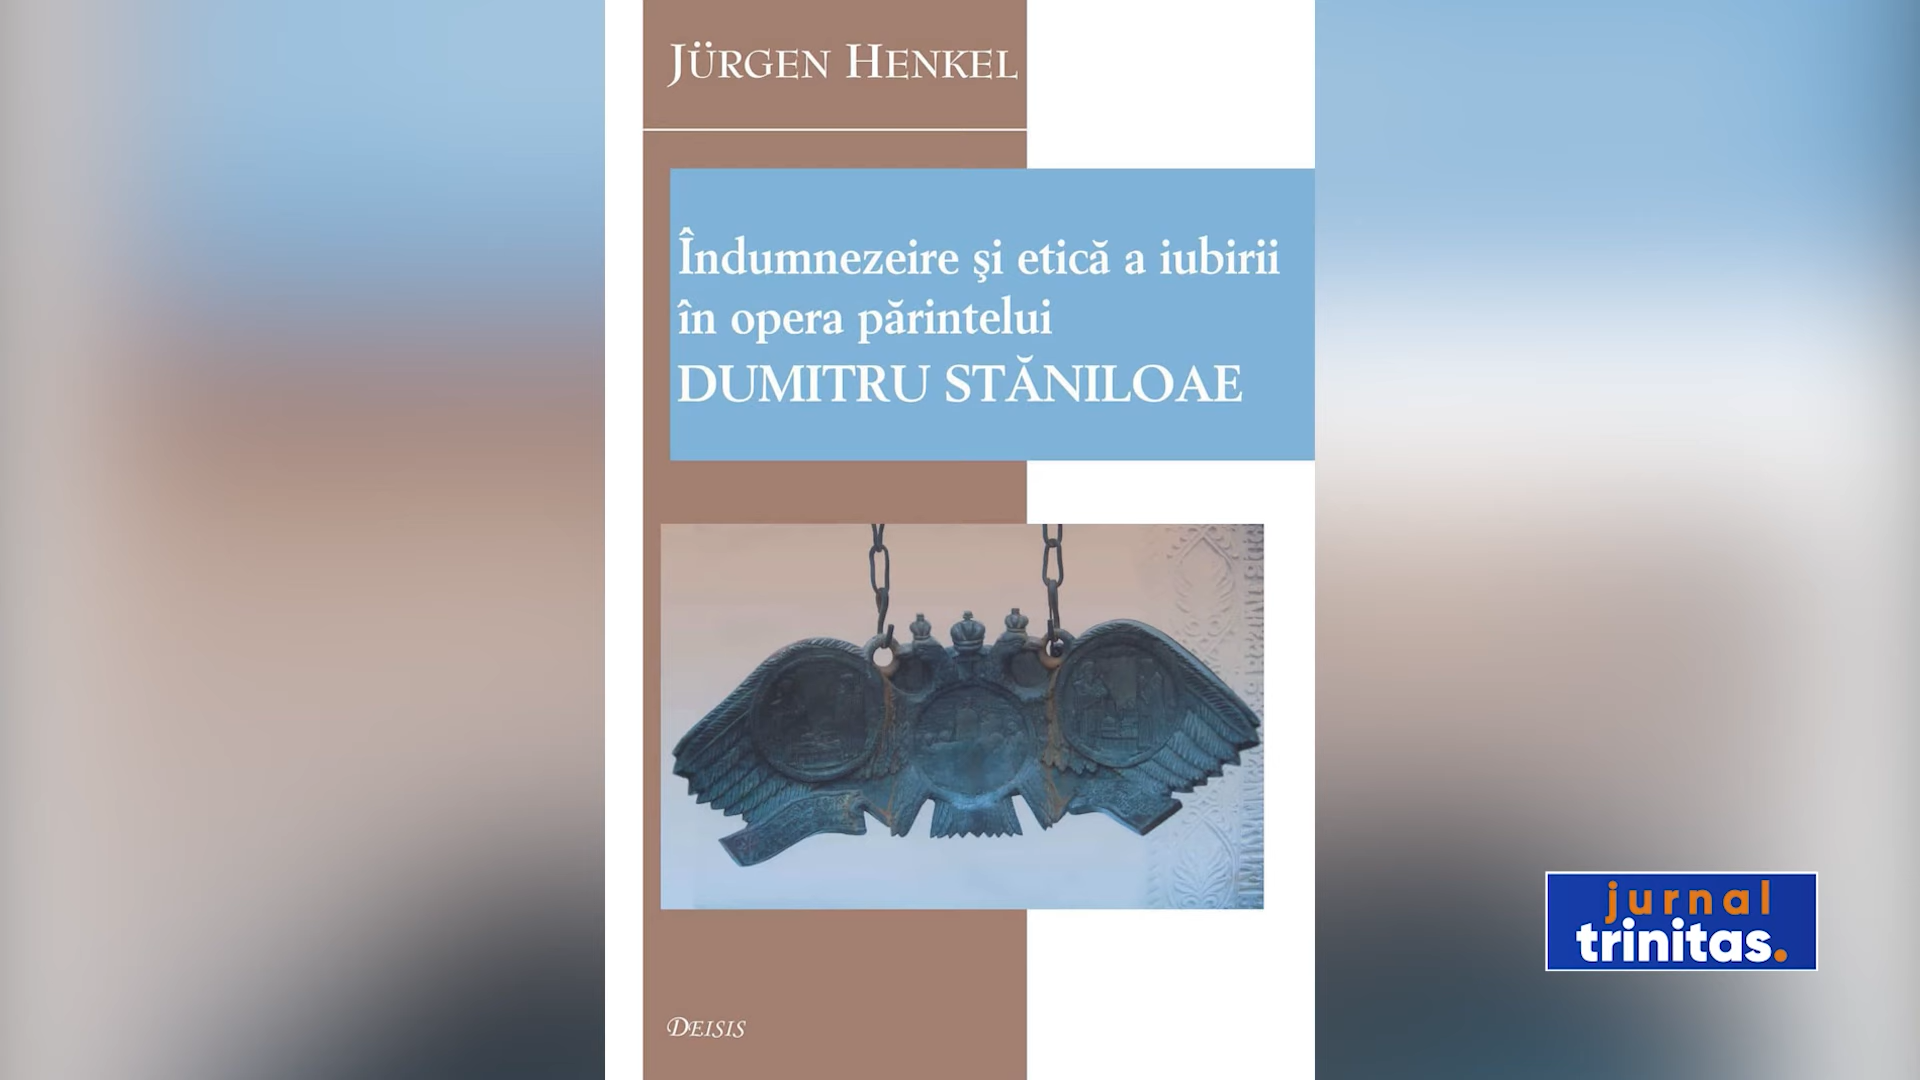 JÜRGEN HENKEL
Îndumnezeire şi etică a iubirii
în opera părintelui
DUMITRU STĂNILOAE
DEISIS
jurnal
trinitas.